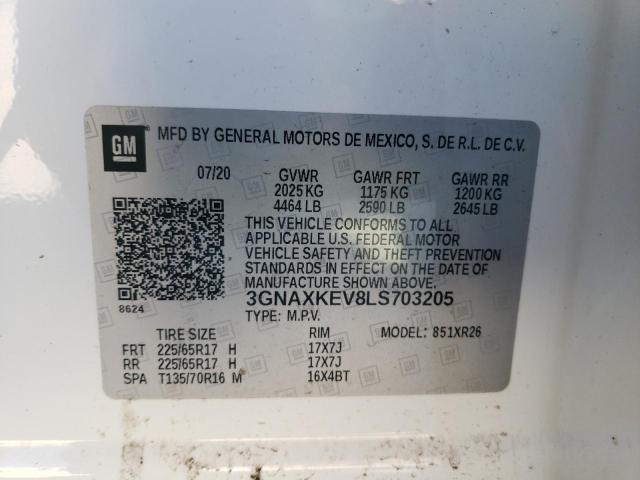 GM
MFD BY GENERAL MOTORS DE MEXICO, S. DE R.L. DE C.V.
07/20 GVWR GAWR FRT GAWR RR
2025 KG 1175 KG 1200 KG
4464 LB 2590 LB 2645 LB
THIS VEHICLE CONFORMS TO ALL
APPLICABLE U.S. FEDERAL MOTOR
VEHICLE SAFETY AND THEFT PREVENTION
STANDARDS IN EFFECT ON THE DATE OF
MANUFACTURE SHOWN ABOVE.
8624 3GNAXKEV8LS703205
TYPE: M.P.V.
TIRE SIZE RIM MODEL: 851XR26
FRT 225/65R17 H 17X7J
RR 225/65R17 H 17X7J
SPA T135/70R16 M 16X4BT